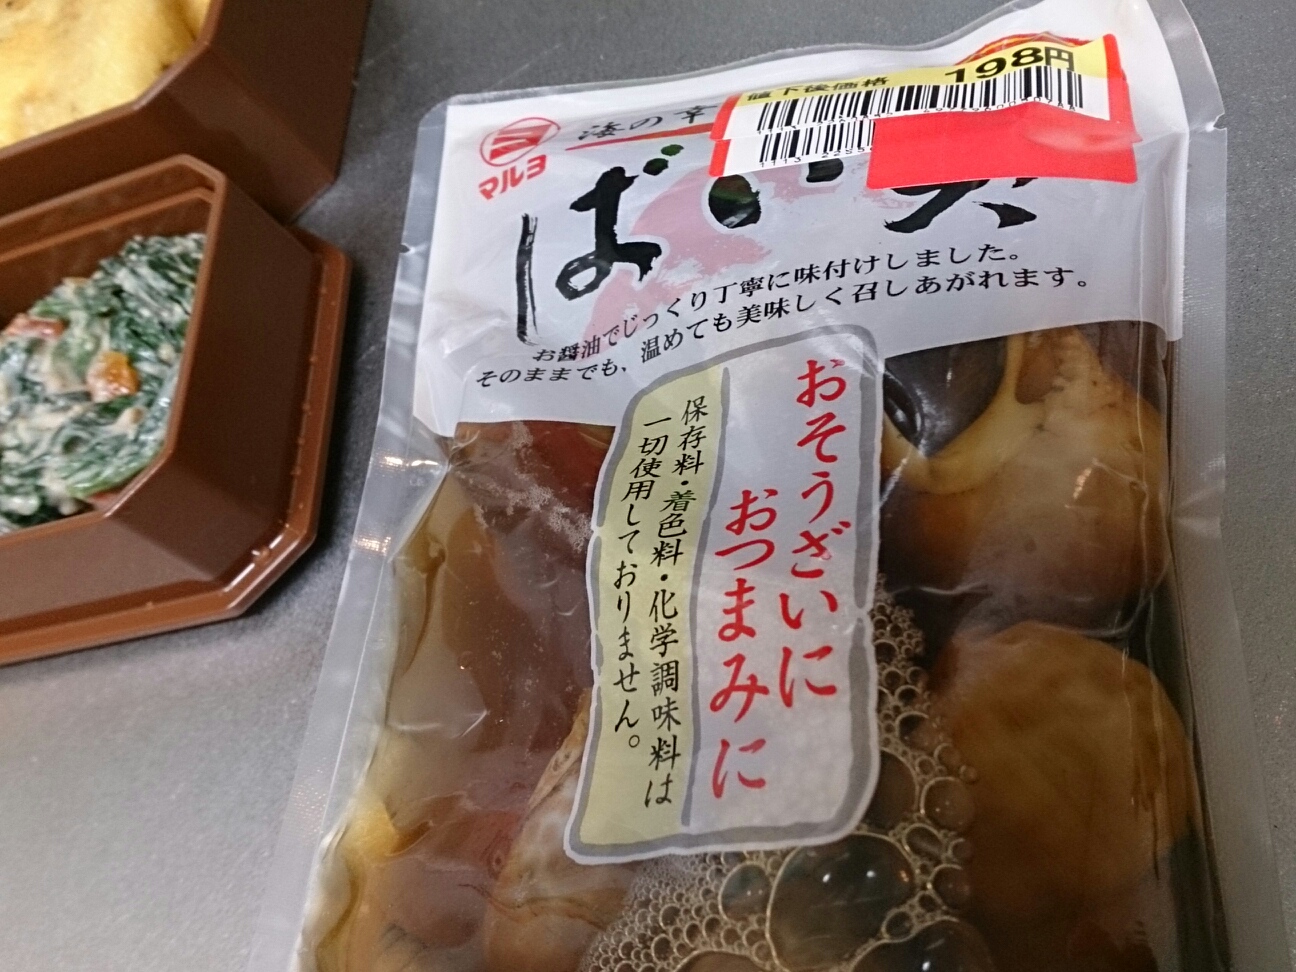 198円
値下後価格
マルヨ
海の幸
ばい
お醤油でじっくり丁寧に味付けしました。
そのままでも、温めても美味しく召しあがれます。
おそうざいに
おつまみに
保存料・着色料・化学調味料は
一切使用しておりません。